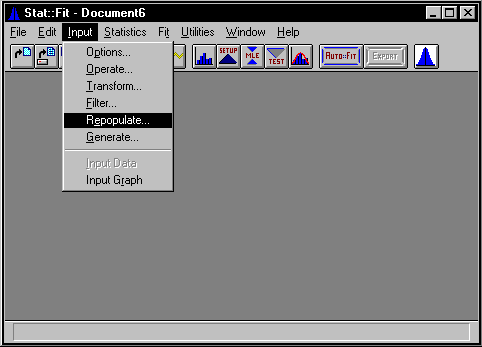 Stat::Fit - Document6
File Edit Input Statistics Fit Utilities Window Help
SETUP MLE TEST AUTO::FIT EXPORT
Options...
Operate...
Transform...
Filter...
Repopulate...
Generate...
Input Data
Input Graph